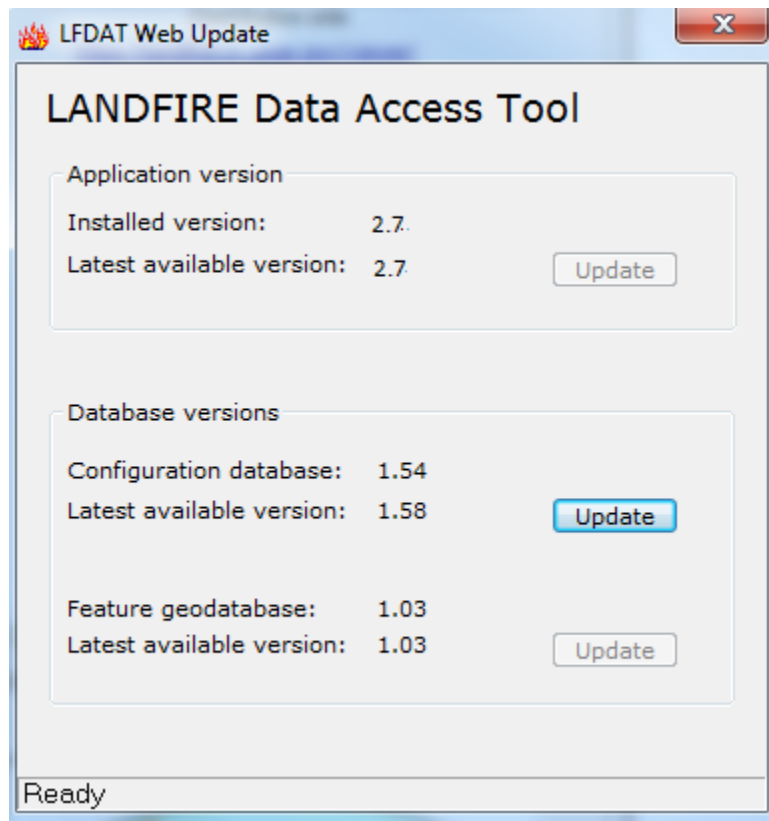 LFDAT Web Update
LANDFIRE Data Access Tool
Application version
Installed version: 2.7
Latest available version: 2.7 Update
Database versions
Configuration database: 1.54
Latest available version: 1.58 Update
Feature geodatabase: 1.03
Latest available version: 1.03 Update
Ready